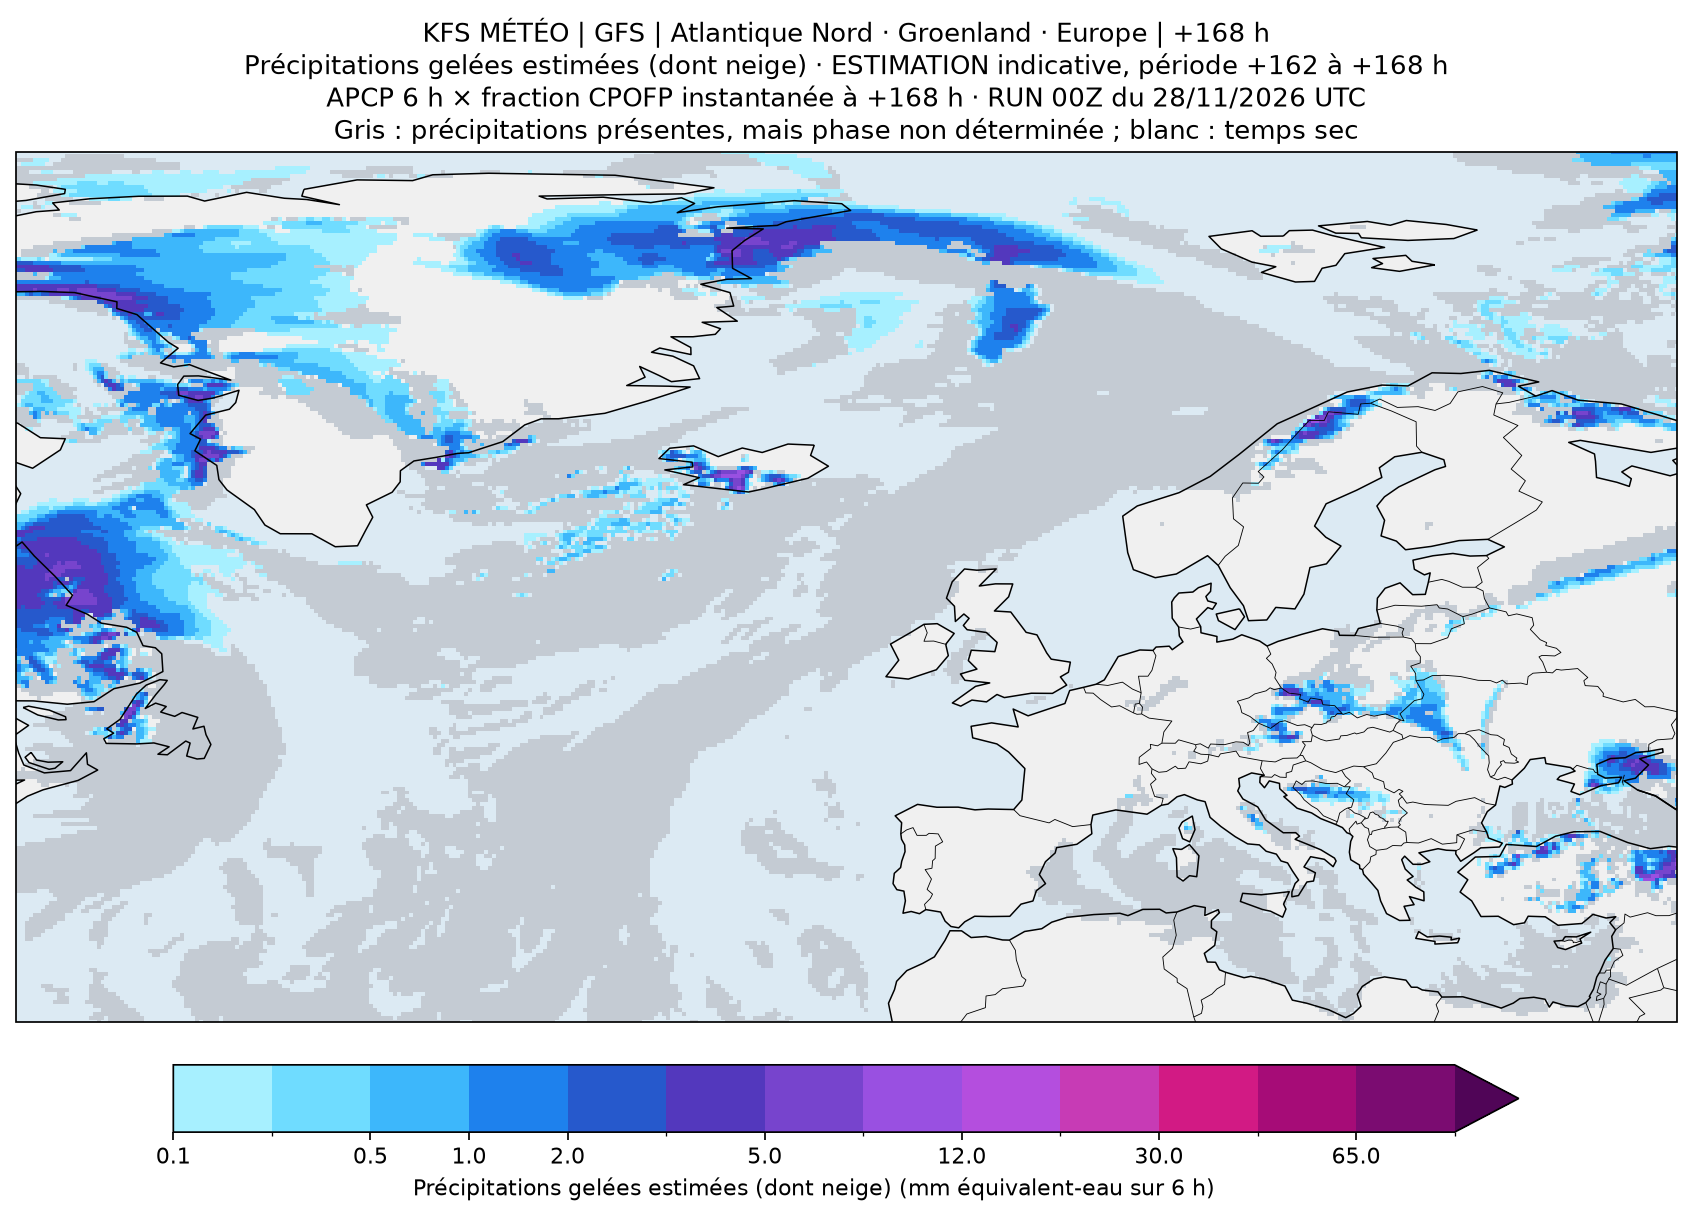 KFS MÉTÉO | GFS | Atlantique Nord · Groenland · Europe | +168 h
Précipitations gelées estimées (dont neige) · ESTIMATION indicative, période +162 à +168 h
APCP 6 h × fraction CPOFP instantanée à +168 h · RUN 00Z du 28/11/2026 UTC
Gris : précipitations présentes, mais phase non déterminée ; blanc : temps sec
0.1 0.5 1.0 2.0 5.0 12.0 30.0 65.0
Précipitations gelées estimées (dont neige) (mm équivalent-eau sur 6 h)